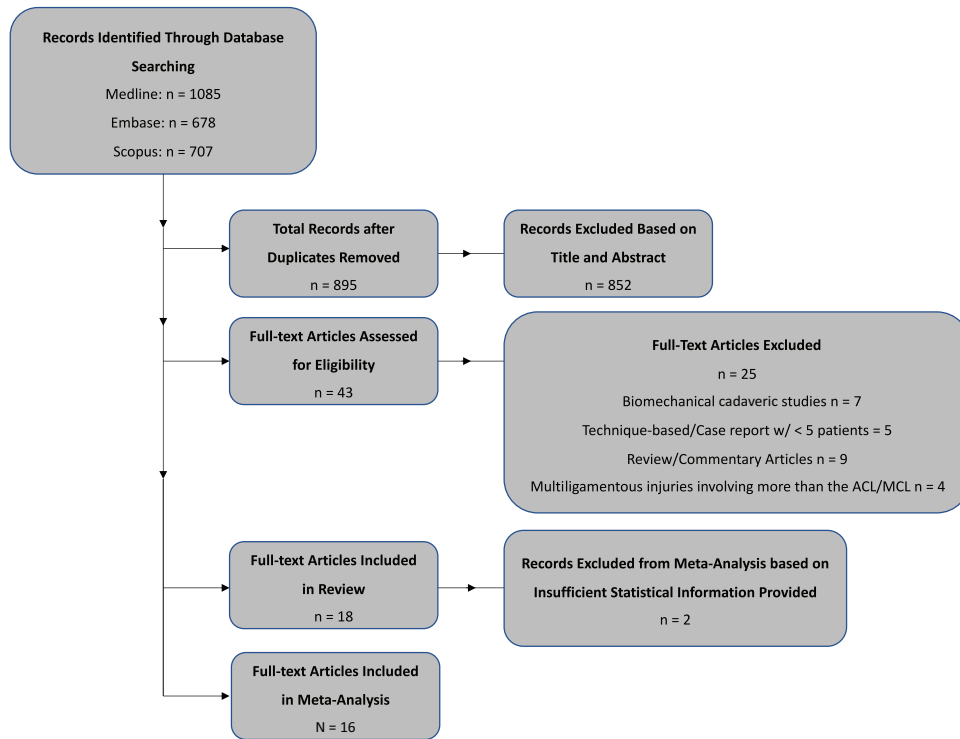 Records Identified Through Database
Searching
Medline: n = 1085
Embase: n = 678
Scopus: n = 707
Total Records after
Duplicates Removed
n = 895
Records Excluded Based on
Title and Abstract
n = 852
Full-text Articles Assessed
for Eligibility
n = 43
Full-Text Articles Excluded
n = 25
Biomechanical cadaveric studies n = 7
Technique-based/Case report w/ < 5 patients = 5
Review/Commentary Articles n = 9
Multiligamentous injuries involving more than the ACL/MCL n = 4
Full-text Articles Included
in Review
n = 18
Records Excluded from Meta-Analysis based on
Insufficient Statistical Information Provided
n = 2
Full-text Articles Included
in Meta-Analysis
N = 16